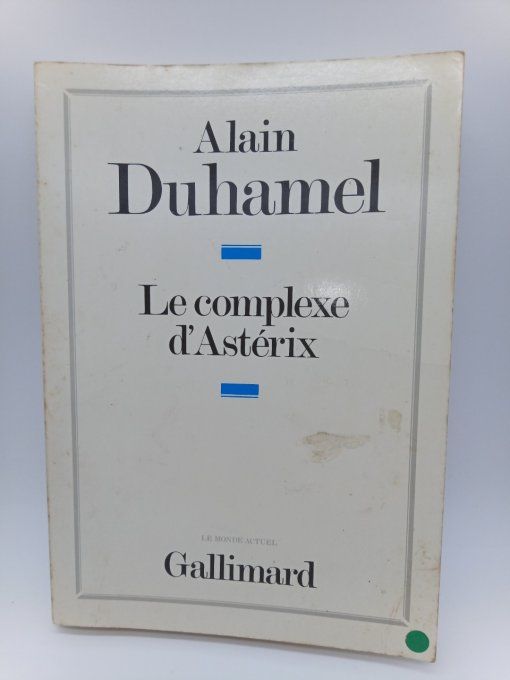 Alain
Duhamel
Le complexe
d'Astérix
LE MONDE ACTUEL
Gallimard